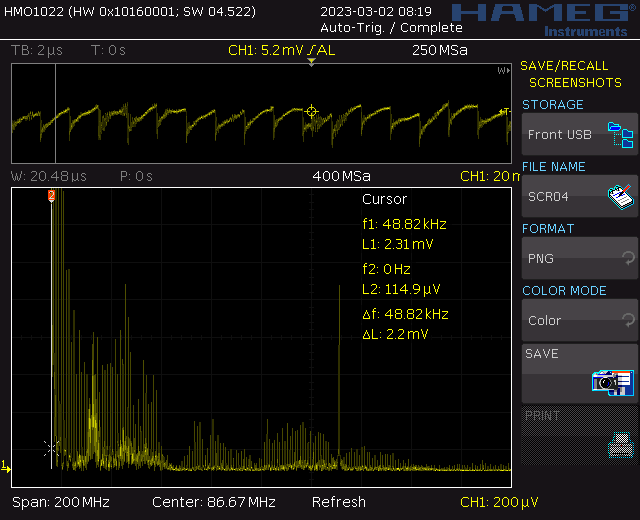 HMO1022 (HW 0x10160001; SW 04.522)
2023-03-02 08:19
HAMEG
Auto-Trig. / Complete
Instruments
TB: 2µs
T: 0s
CH1: 5.2mV
AL
250MSa
W
T
W: 20.48µs
P: 0s
400MSa
CH1: 20m
2
Cursor
f1: 48.82kHz
L1: 2.31mV
f2: 0Hz
L2: 114.9µV
Δf: 48.82kHz
ΔL: 2.2mV
1
Span: 200MHz
Center: 86.67MHz
Refresh
CH1: 200µV
SAVE/RECALL
SCREENSHOTS
STORAGE
Front USB
FILE NAME
SCR04
FORMAT
PNG
COLOR MODE
Color
SAVE
PRINT